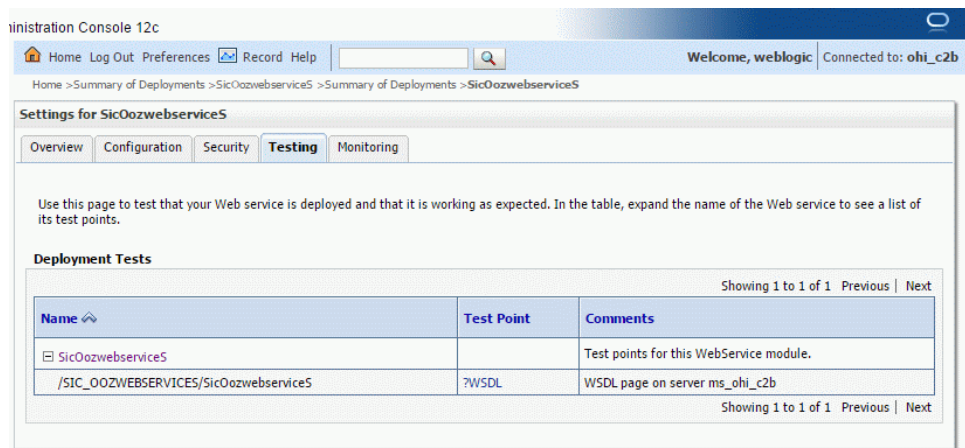 inistration Console 12c
Home Log Out Preferences Record Help
Welcome, weblogic Connected to: ohi_c2b
Home >Summary of Deployments >SicOozwebserviceS >Summary of Deployments >SicOozwebserviceS
Settings for SicOozwebserviceS
Overview Configuration Security Testing Monitoring
Use this page to test that your Web service is deployed and that it is working as expected. In the table, expand the name of the Web service to see a list of
its test points.
Deployment Tests
Showing 1 to 1 of 1 Previous | Next
Name Test Point Comments
SicOozwebserviceS Test points for this WebService module.
/SIC_OOZWEBSERVICES/SicOozwebserviceS ?WSDL WSDL page on server ms_ohi_c2b
Showing 1 to 1 of 1 Previous | Next